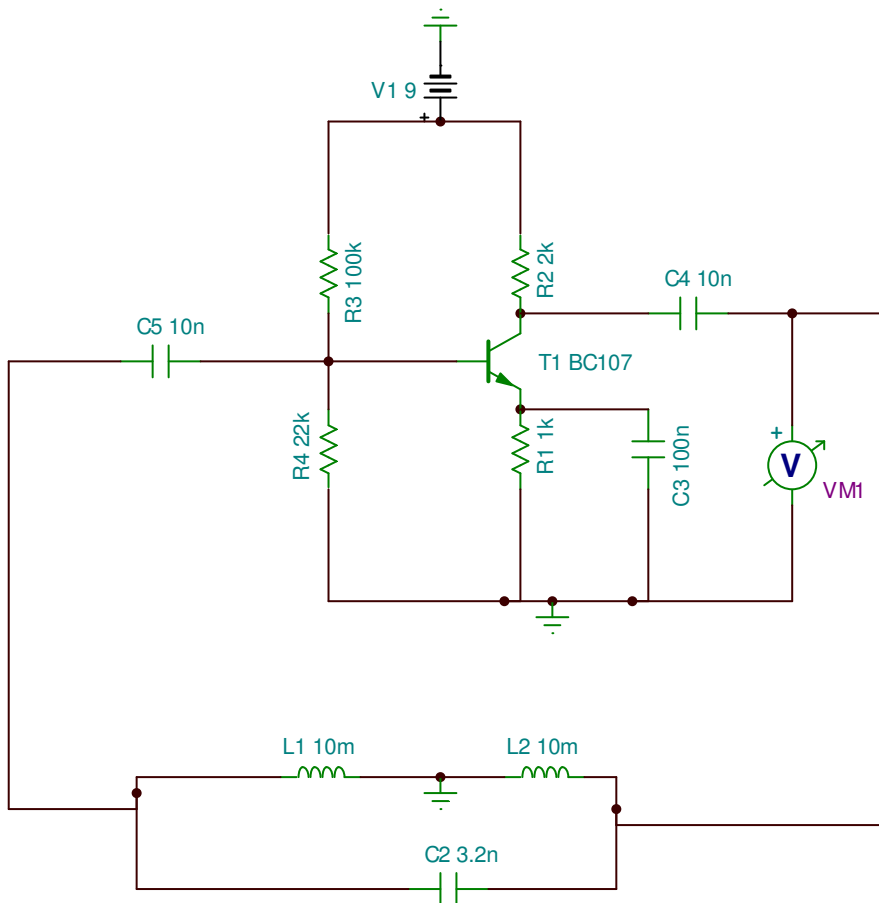 V1 9
+
R3 100k
R2 2k
C4 10n
C5 10n
T1 BC107
+
R4 22k
R1 1k
C3 100n
V
VM1
L1 10m
L2 10m
C2 3.2n